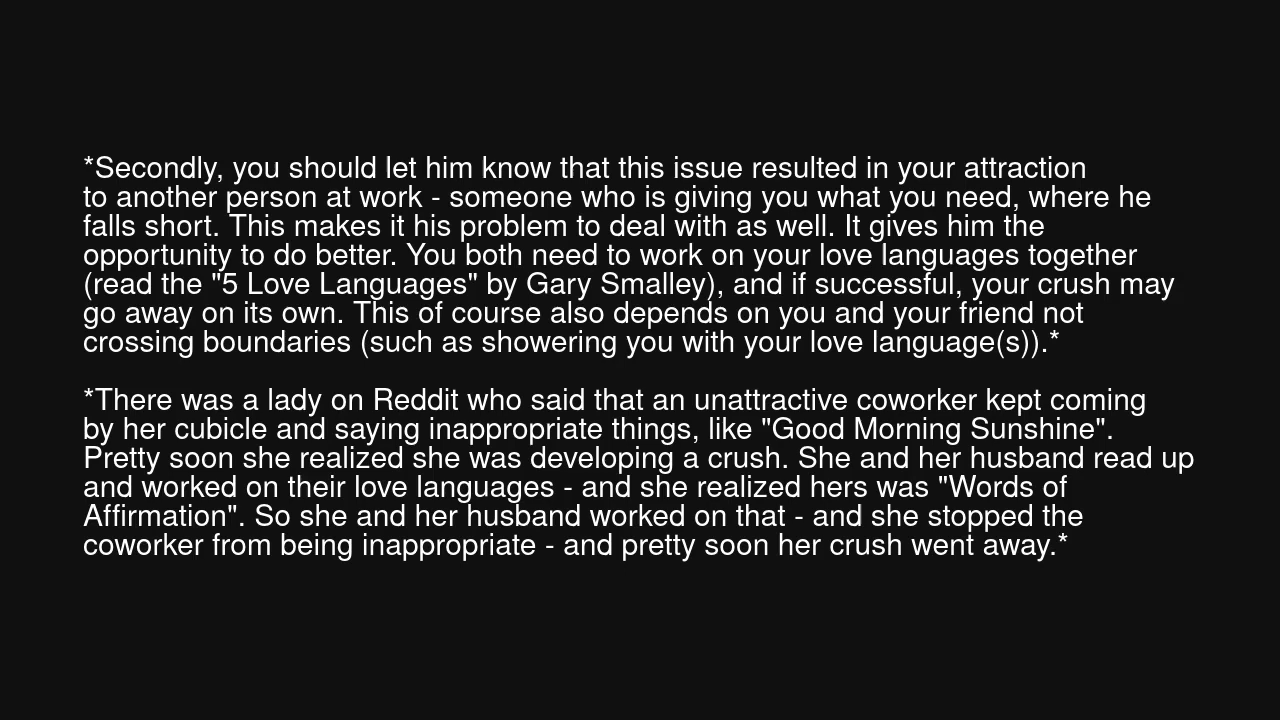 *Secondly, you should let him know that this issue resulted in your attraction
to another person at work - someone who is giving you what you need, where he
falls short. This makes it his problem to deal with as well. It gives him the
opportunity to do better. You both need to work on your love languages together
(read the "5 Love Languages" by Gary Smalley), and if successful, your crush may
go away on its own. This of course also depends on you and your friend not
crossing boundaries (such as showering you with your love language(s)).*
*There was a lady on Reddit who said that an unattractive coworker kept coming
by her cubicle and saying inappropriate things, like "Good Morning Sunshine".
Pretty soon she realized she was developing a crush. She and her husband read up
and worked on their love languages - and she realized hers was "Words of
Affirmation". So she and her husband worked on that - and she stopped the
coworker from being inappropriate - and pretty soon her crush went away.*